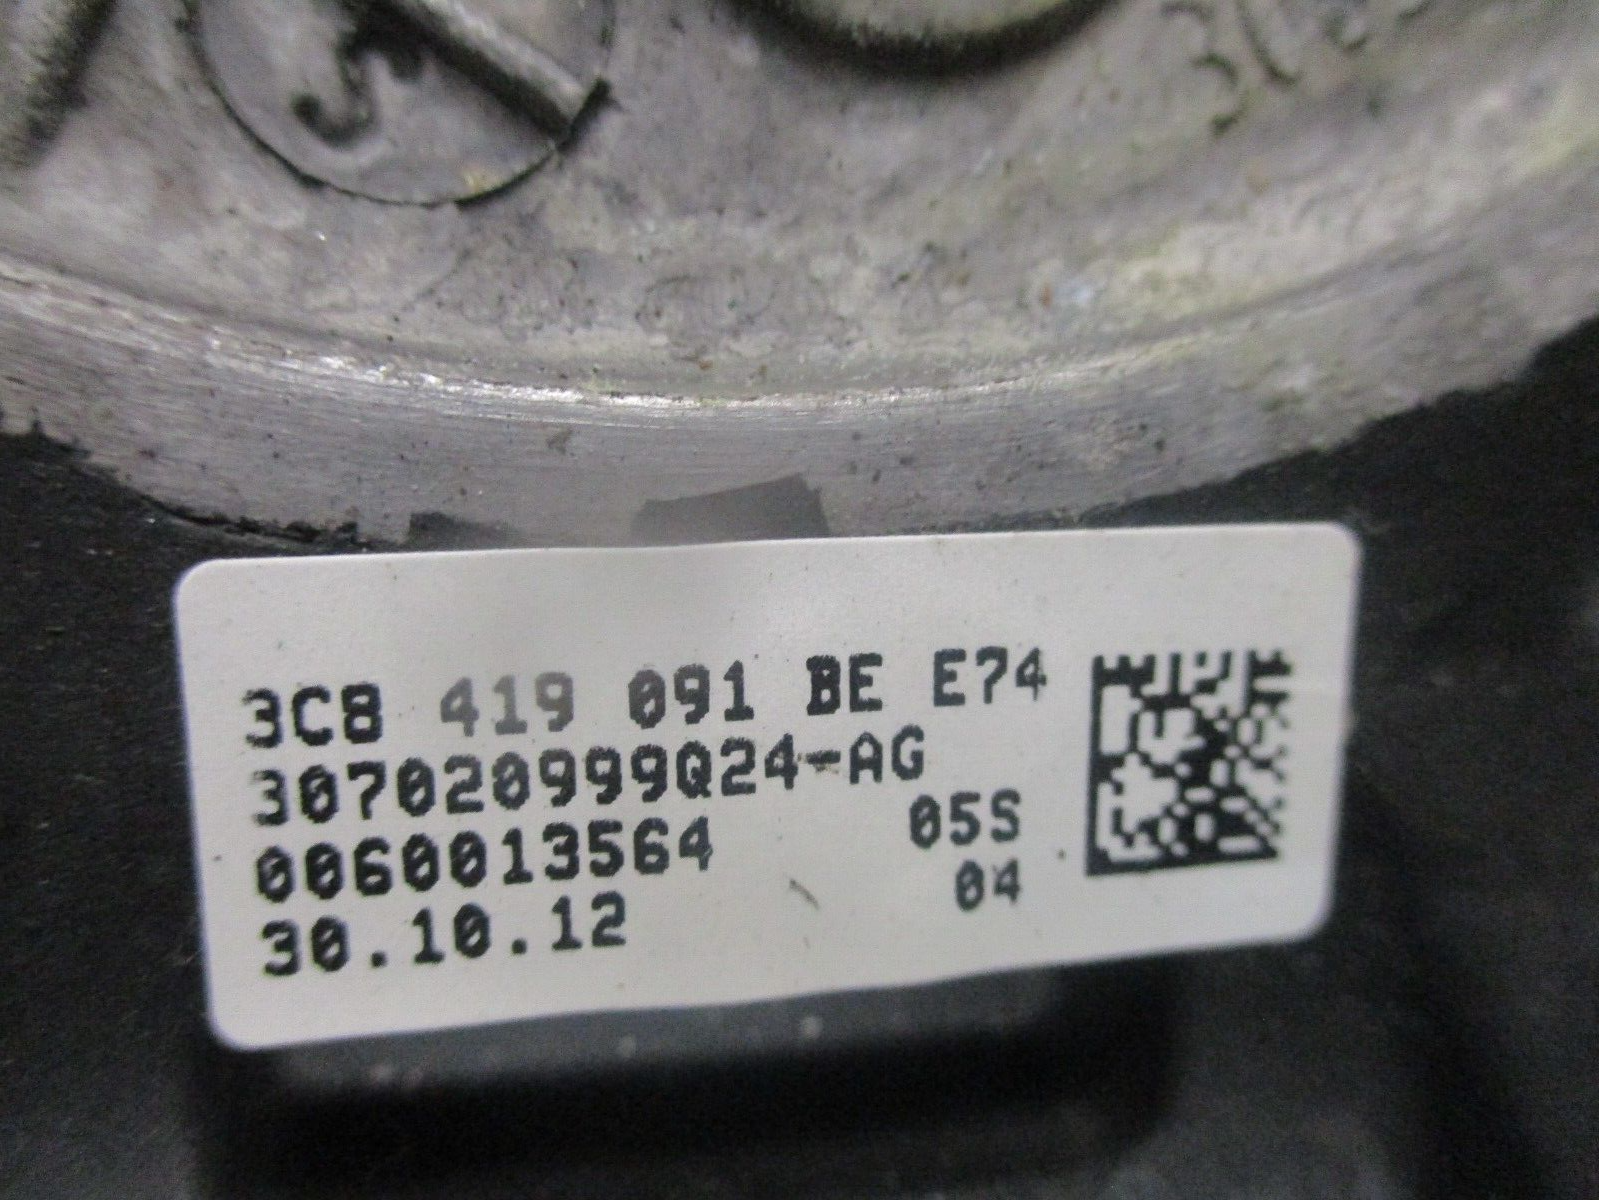 3C8 419 091 BE E74
307020999Q24-AG
0060013564 05S
30.10.12 04